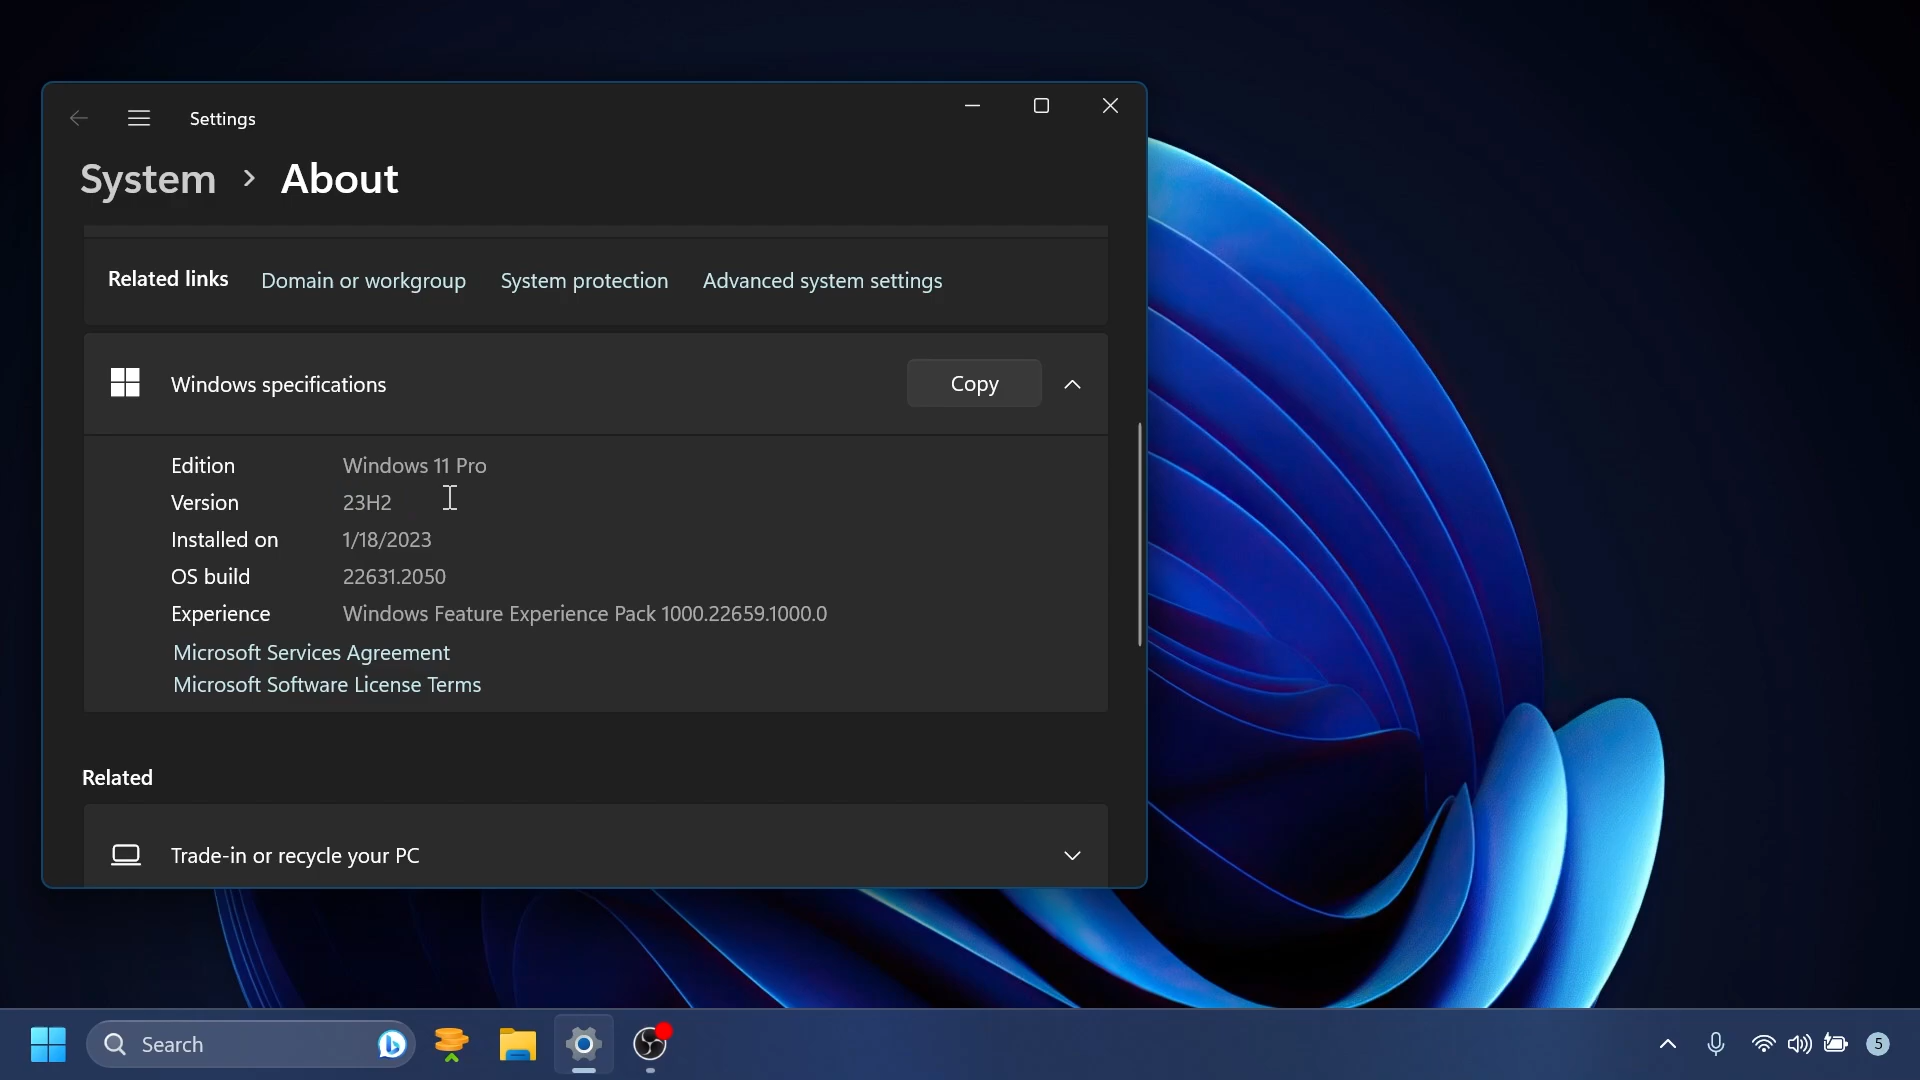 Settings
System > About
Related links Domain or workgroup System protection Advanced system settings
Windows specifications Copy
Edition Windows 11 Pro
Version 23H2
Installed on 1/18/2023
OS build 22631.2050
Experience Windows Feature Experience Pack 1000.22659.1000.0
Microsoft Services Agreement
Microsoft Software License Terms
Related
Trade-in or recycle your PC
Search 5